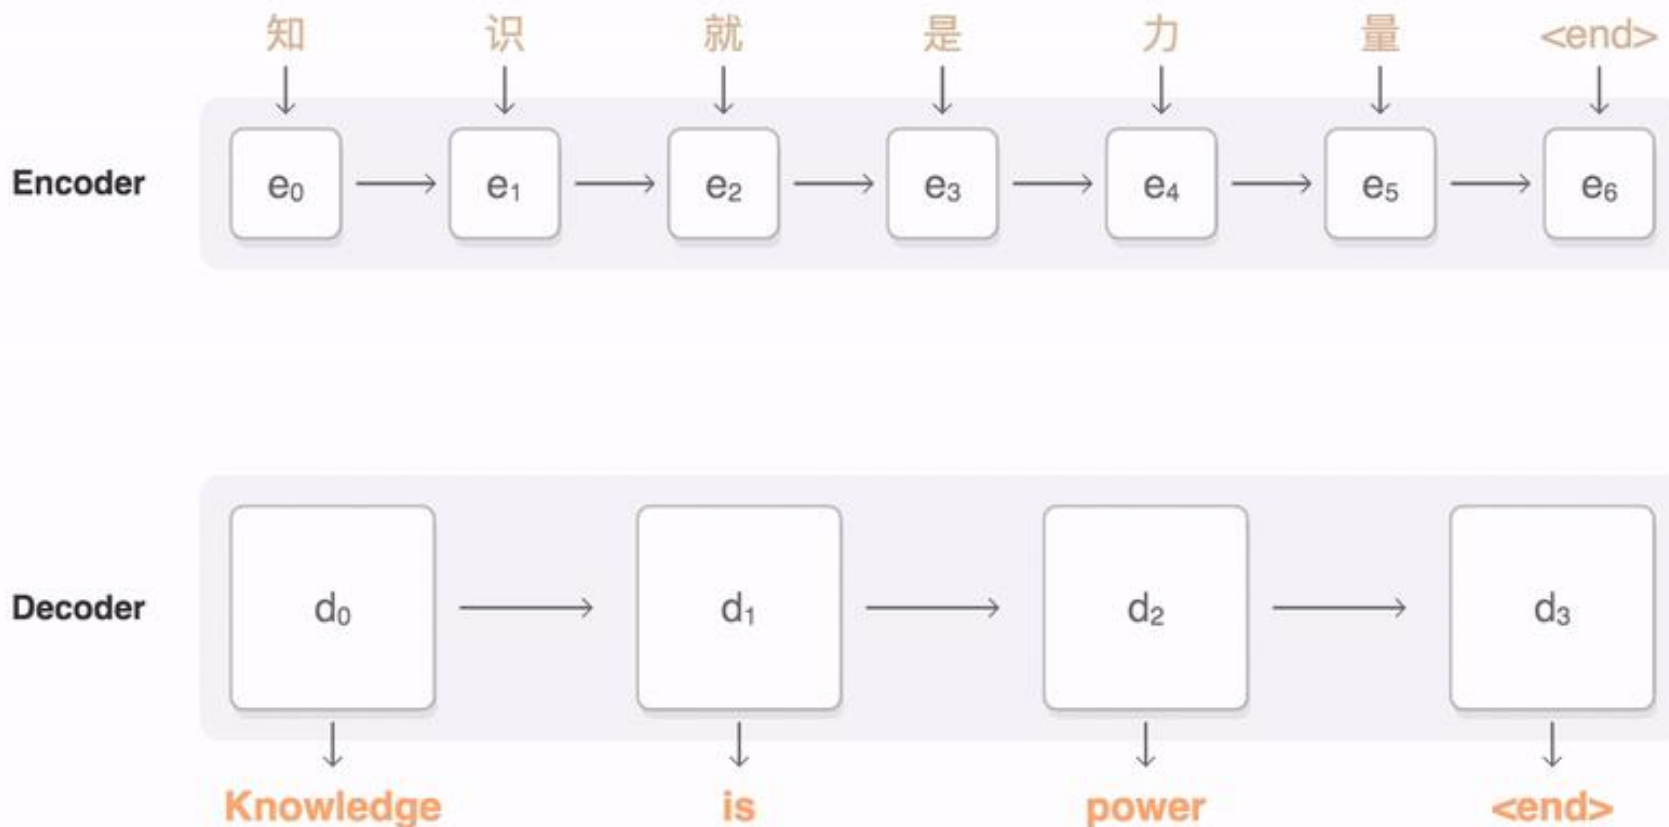 知 识 就 是 力 量 <end>
Encoder e₀ e₁ e₂ e₃ e₄ e₅ e₆
Decoder d₀ d₁ d₂ d₃
Knowledge is power <end>